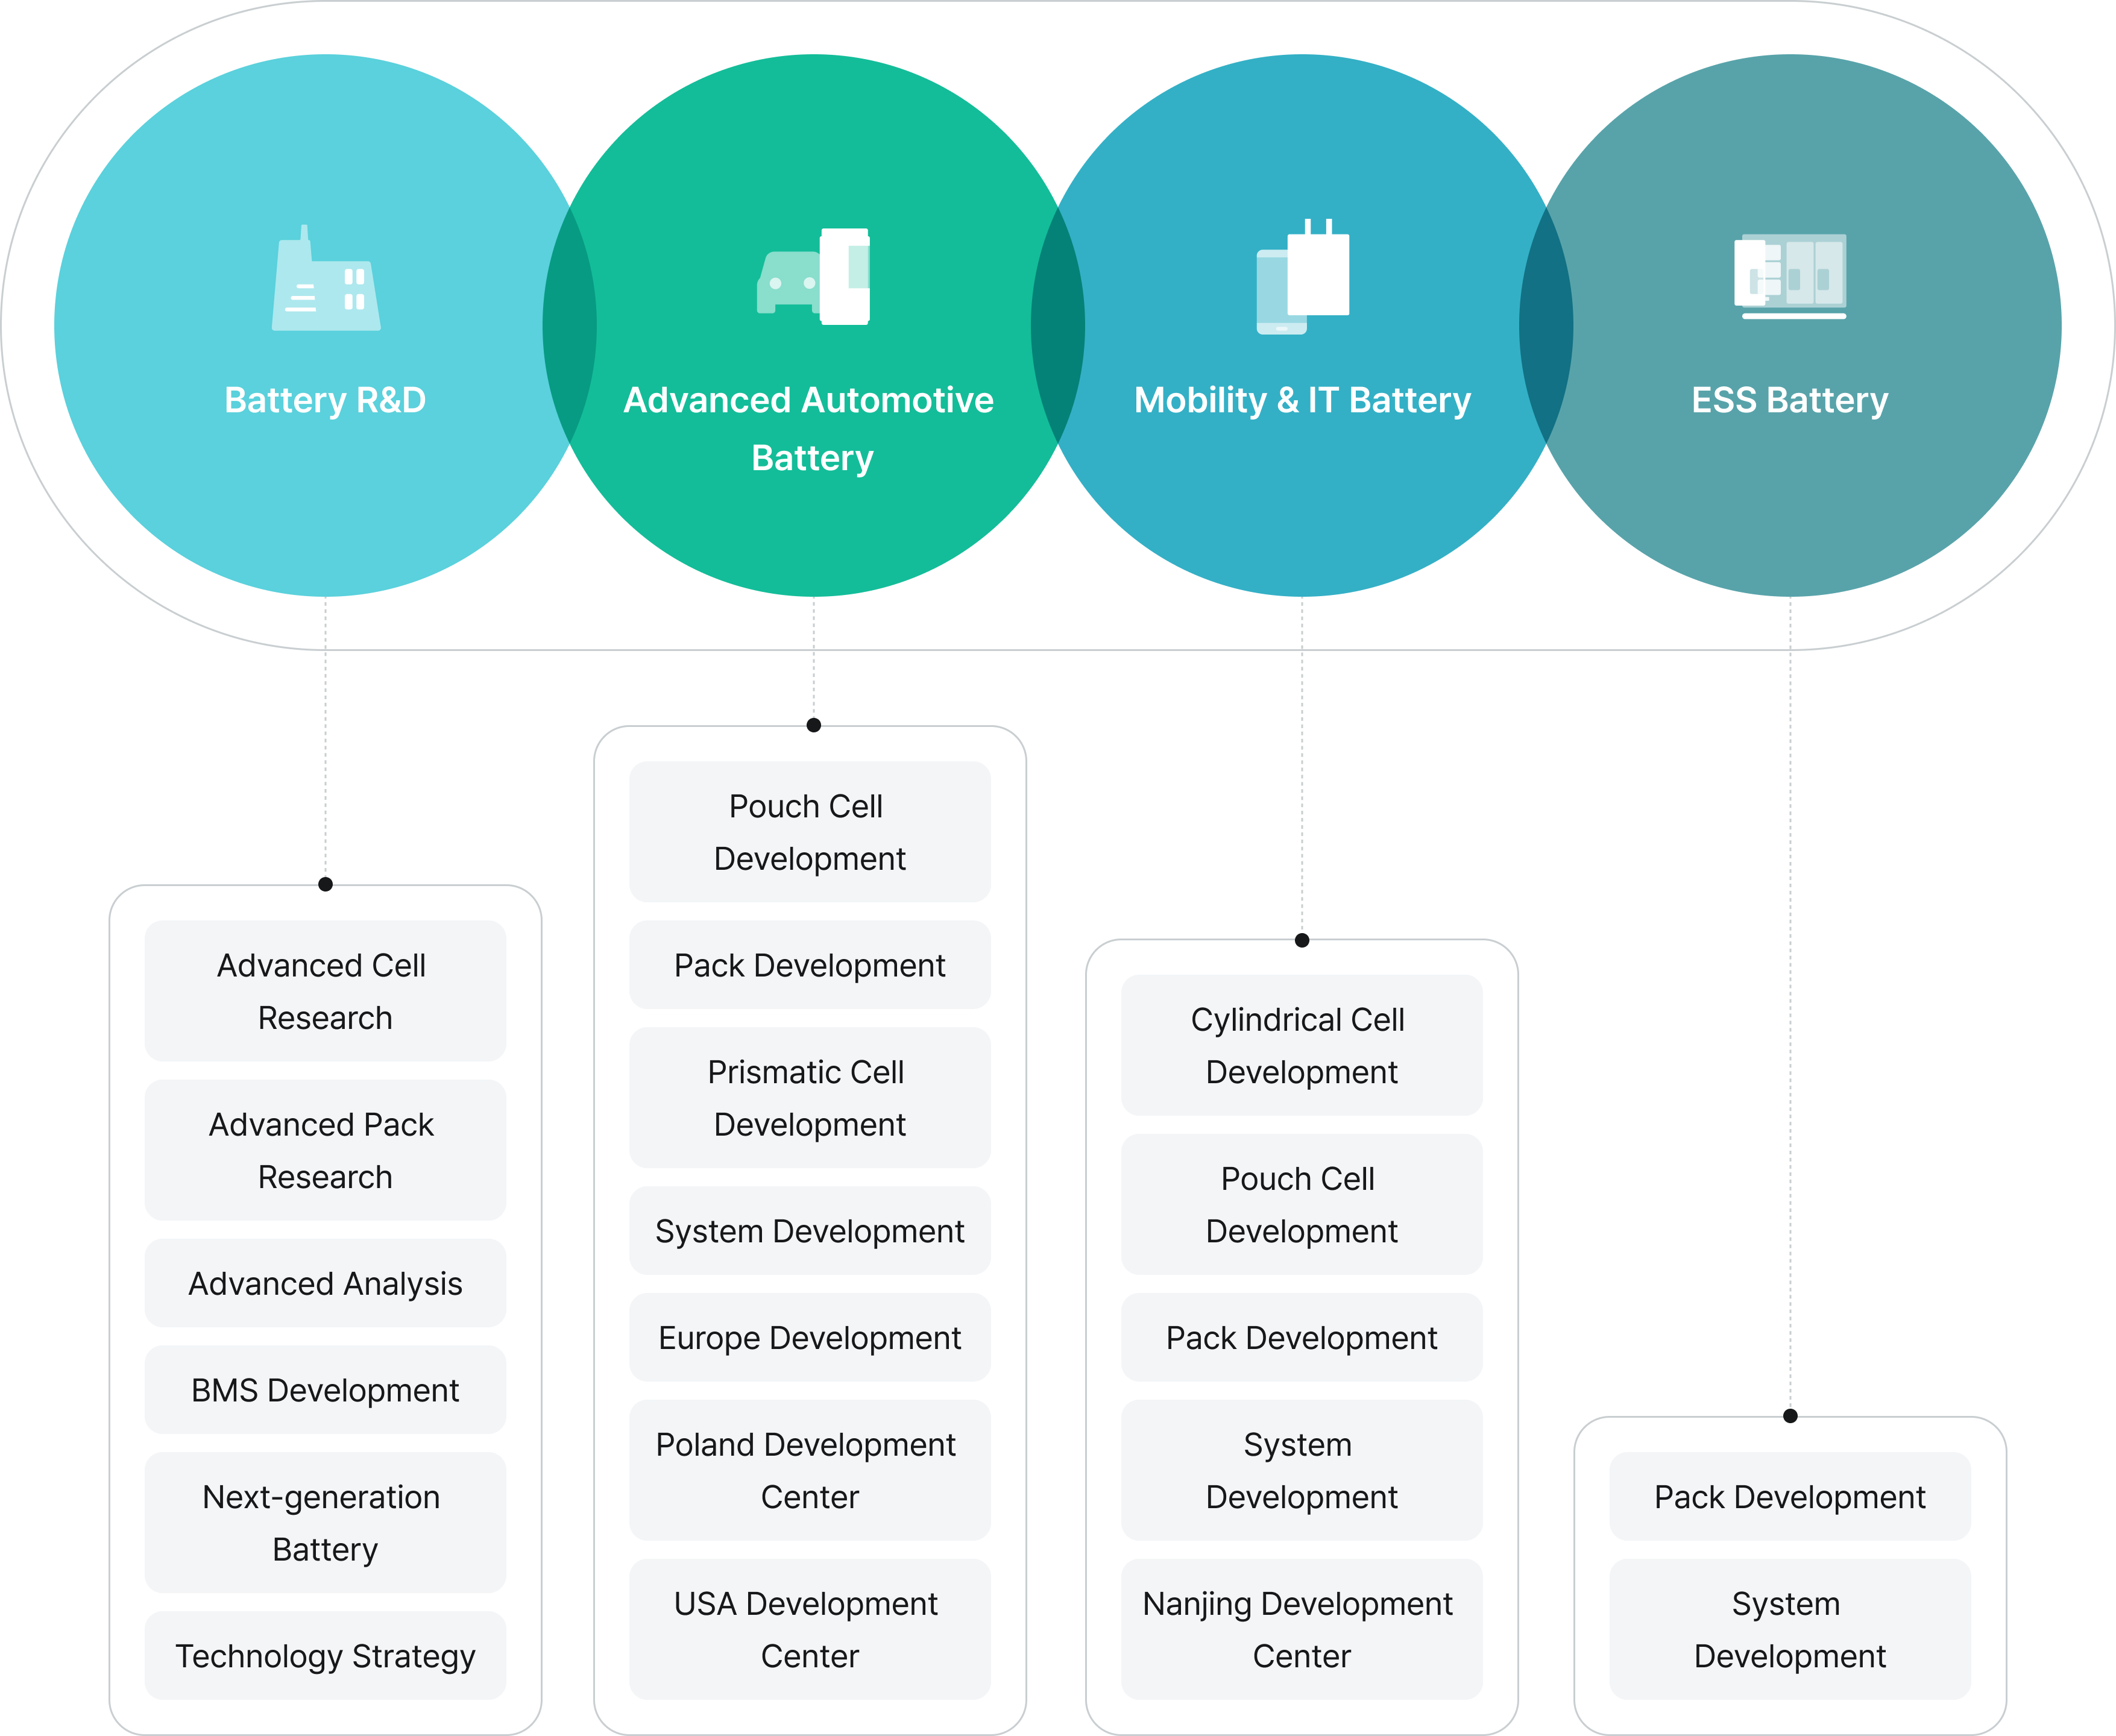 Battery R&D
Advanced Automotive
Battery
Mobility & IT Battery
ESS Battery
Advanced Cell
Research
Advanced Pack
Research
Advanced Analysis
BMS Development
Next-generation
Battery
Technology Strategy
Pouch Cell
Development
Pack Development
Prismatic Cell
Development
System Development
Europe Development
Poland Development
Center
USA Development
Center
Cylindrical Cell
Development
Pouch Cell
Development
Pack Development
System
Development
Nanjing Development
Center
Pack Development
System
Development